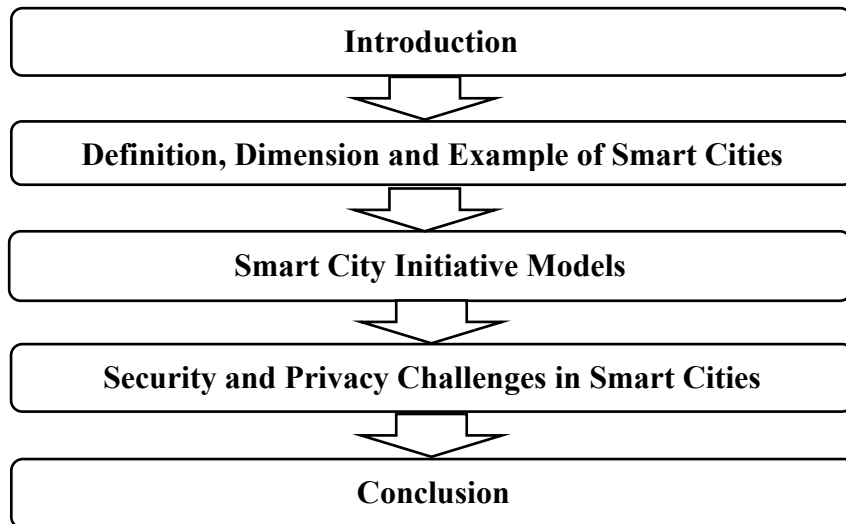 Introduction
Definition, Dimension and Example of Smart Cities
Smart City Initiative Models
Security and Privacy Challenges in Smart Cities
Conclusion